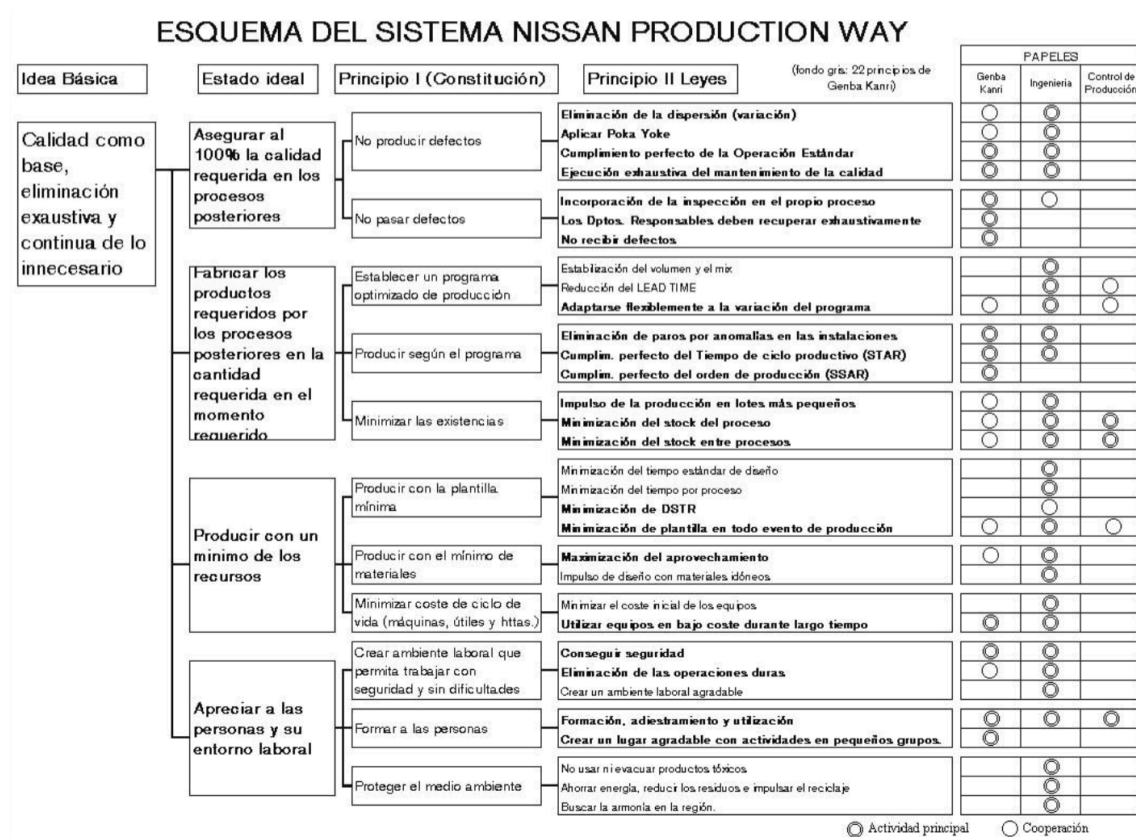 ESQUEMA DEL SISTEMA NISSAN PRODUCTION WAY
Idea Básica
Estado ideal
Principio I (Constitución)
Principio II Leyes
(fondo gris: 22 principios de
Genba Kanri)
PAPELES
Genba
Kanri
Ingenieria
Control de
Producción
Calidad como
base,
eliminación
exaustiva y
continua de lo
innecesario
Asegurar al
100% la calidad
requerida en los
procesos
posteriores
No producir defectos
Eliminación de la dispersión (variación)
Aplicar Poka Yoke
Cumplimiento perfecto de la Operación Estándar
Ejecución exhaustiva del mantenimiento de la calidad
No pasar defectos
Incorporación de la inspección en el propio proceso
Los Dptos. Responsables deben recuperar exhaustivamente
No recibir defectos
Fabricar los
productos
requeridos por
los procesos
posteriores en la
cantidad
requerida en el
momento
requerido
Establecer un programa
optimizado de producción
Estabilización del volumen y el mix
Reducción del LEAD TIME
Adaptarse flexiblemente a la variación del programa
Producir según el programa
Eliminación de paros por anomalías en las instalaciones
Cumplim. perfecto del Tiempo de ciclo productivo (STAR)
Cumplim. perfecto del orden de producción (SSAR)
Minimizar las existencias
Impulso de la producción en lotes más pequeños
Minimización del stock del proceso
Minimización del stock entre procesos
Producir con un
mínimo de los
recursos
Producir con la plantilla
mínima
Minimización del tiempo estándar de diseño
Minimización del tiempo por proceso
Minimización de DSTR
Minimización de plantilla en todo evento de producción
Producir con el mínimo de
materiales
Maximización del aprovechamiento
Impulso de diseño con materiales idóneos
Minimizar coste de ciclo de
vida (máquinas, útiles y httas.)
Minimizar el coste inicial de los equipos
Utilizar equipos en bajo coste durante largo tiempo
Apreciar a las
personas y su
entorno laboral
Crear ambiente laboral que
permita trabajar con
seguridad y sin dificultades
Conseguir seguridad
Eliminación de las operaciones duras
Crear un ambiente laboral agradable
Formar a las personas
Formación, adiestramiento y utilización
Crear un lugar agradable con actividades en pequeños grupos.
Proteger el medio ambiente
No usar ni evacuar productos tóxicos
Ahorrar energía, reducir los residuos e impulsar el reciclaje
Buscar la armonía en la región.
Actividad principal
Cooperación